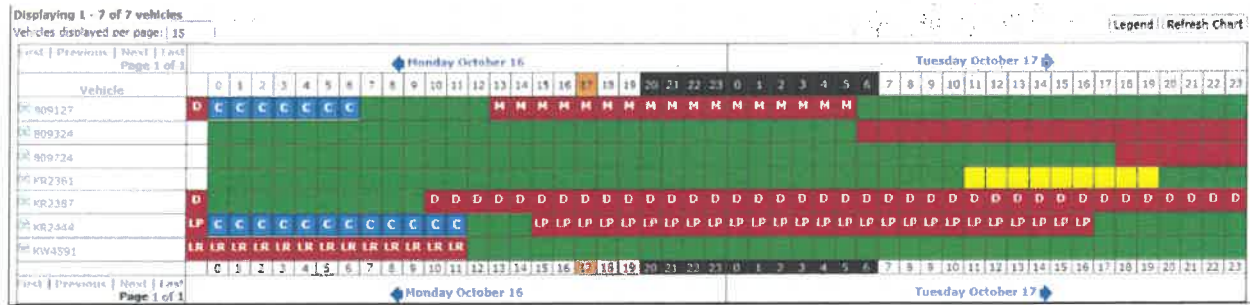 Displaying 1 - 7 of 7 vehicles
Vehicles displayed per page: 15
Legend | Refresh Chart
First | Previous | Next | Last
Page 1 of 1
Monday October 16
Tuesday October 17
Vehicle
0 1 2 3 4 5 6 7 8 9 10 11 12 13 14 15 16 17 18 19 20 21 22 23 0 1 2 3 4 5 6 7 8 9 10 11 12 13 14 15 16 17 18 19 20 21 22 23
809127 D C C C C C C C M M M M M M M M M M M M M M M M M
809324
809724
KR2361
KR2387 D D D D D D D D D D D D D D D D D D D D D D D D D D D D D D D D D D D D D D D
KR2444 LP C C C C C C C C C C C C LP LP LP LP LP LP LP LP LP LP LP LP LP LP LP LP LP LP LP LP LP LP LP LP LP
KW4591 LR LR LR LR LR LR LR LR LR LR LR LR LR
0 1 2 3 4 5 6 7 8 9 10 11 12 13 14 15 16 17 18 19 20 21 22 23 0 1 2 3 4 5 6 7 8 9 10 11 12 13 14 15 16 17 18 19 20 21 22 23
First | Previous | Next | Last
Page 1 of 1
Monday October 16
Tuesday October 17